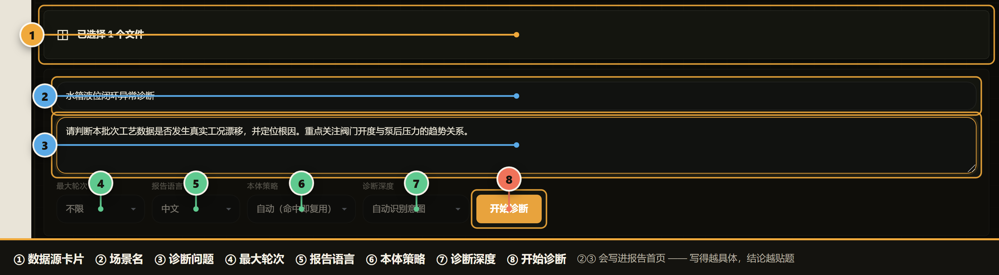 1
已选择 1 个文件
2
水箱液位闭环异常诊断
3
请判断本批次工艺数据是否发生真实工况漂移，并定位根因。重点关注阀门开度与泵后压力的趋势关系。
最大轮次 4 报告语言 5 本体策略 6 诊断深度 7 8
不限 中文 自动（命中即复用） 自动识别意图 开始诊断
① 数据源卡片 ② 场景名 ③ 诊断问题 ④ 最大轮次 ⑤ 报告语言 ⑥ 本体策略 ⑦ 诊断深度 ⑧ 开始诊断 ②③ 会写进报告首页 —— 写得越具体，结论越贴题